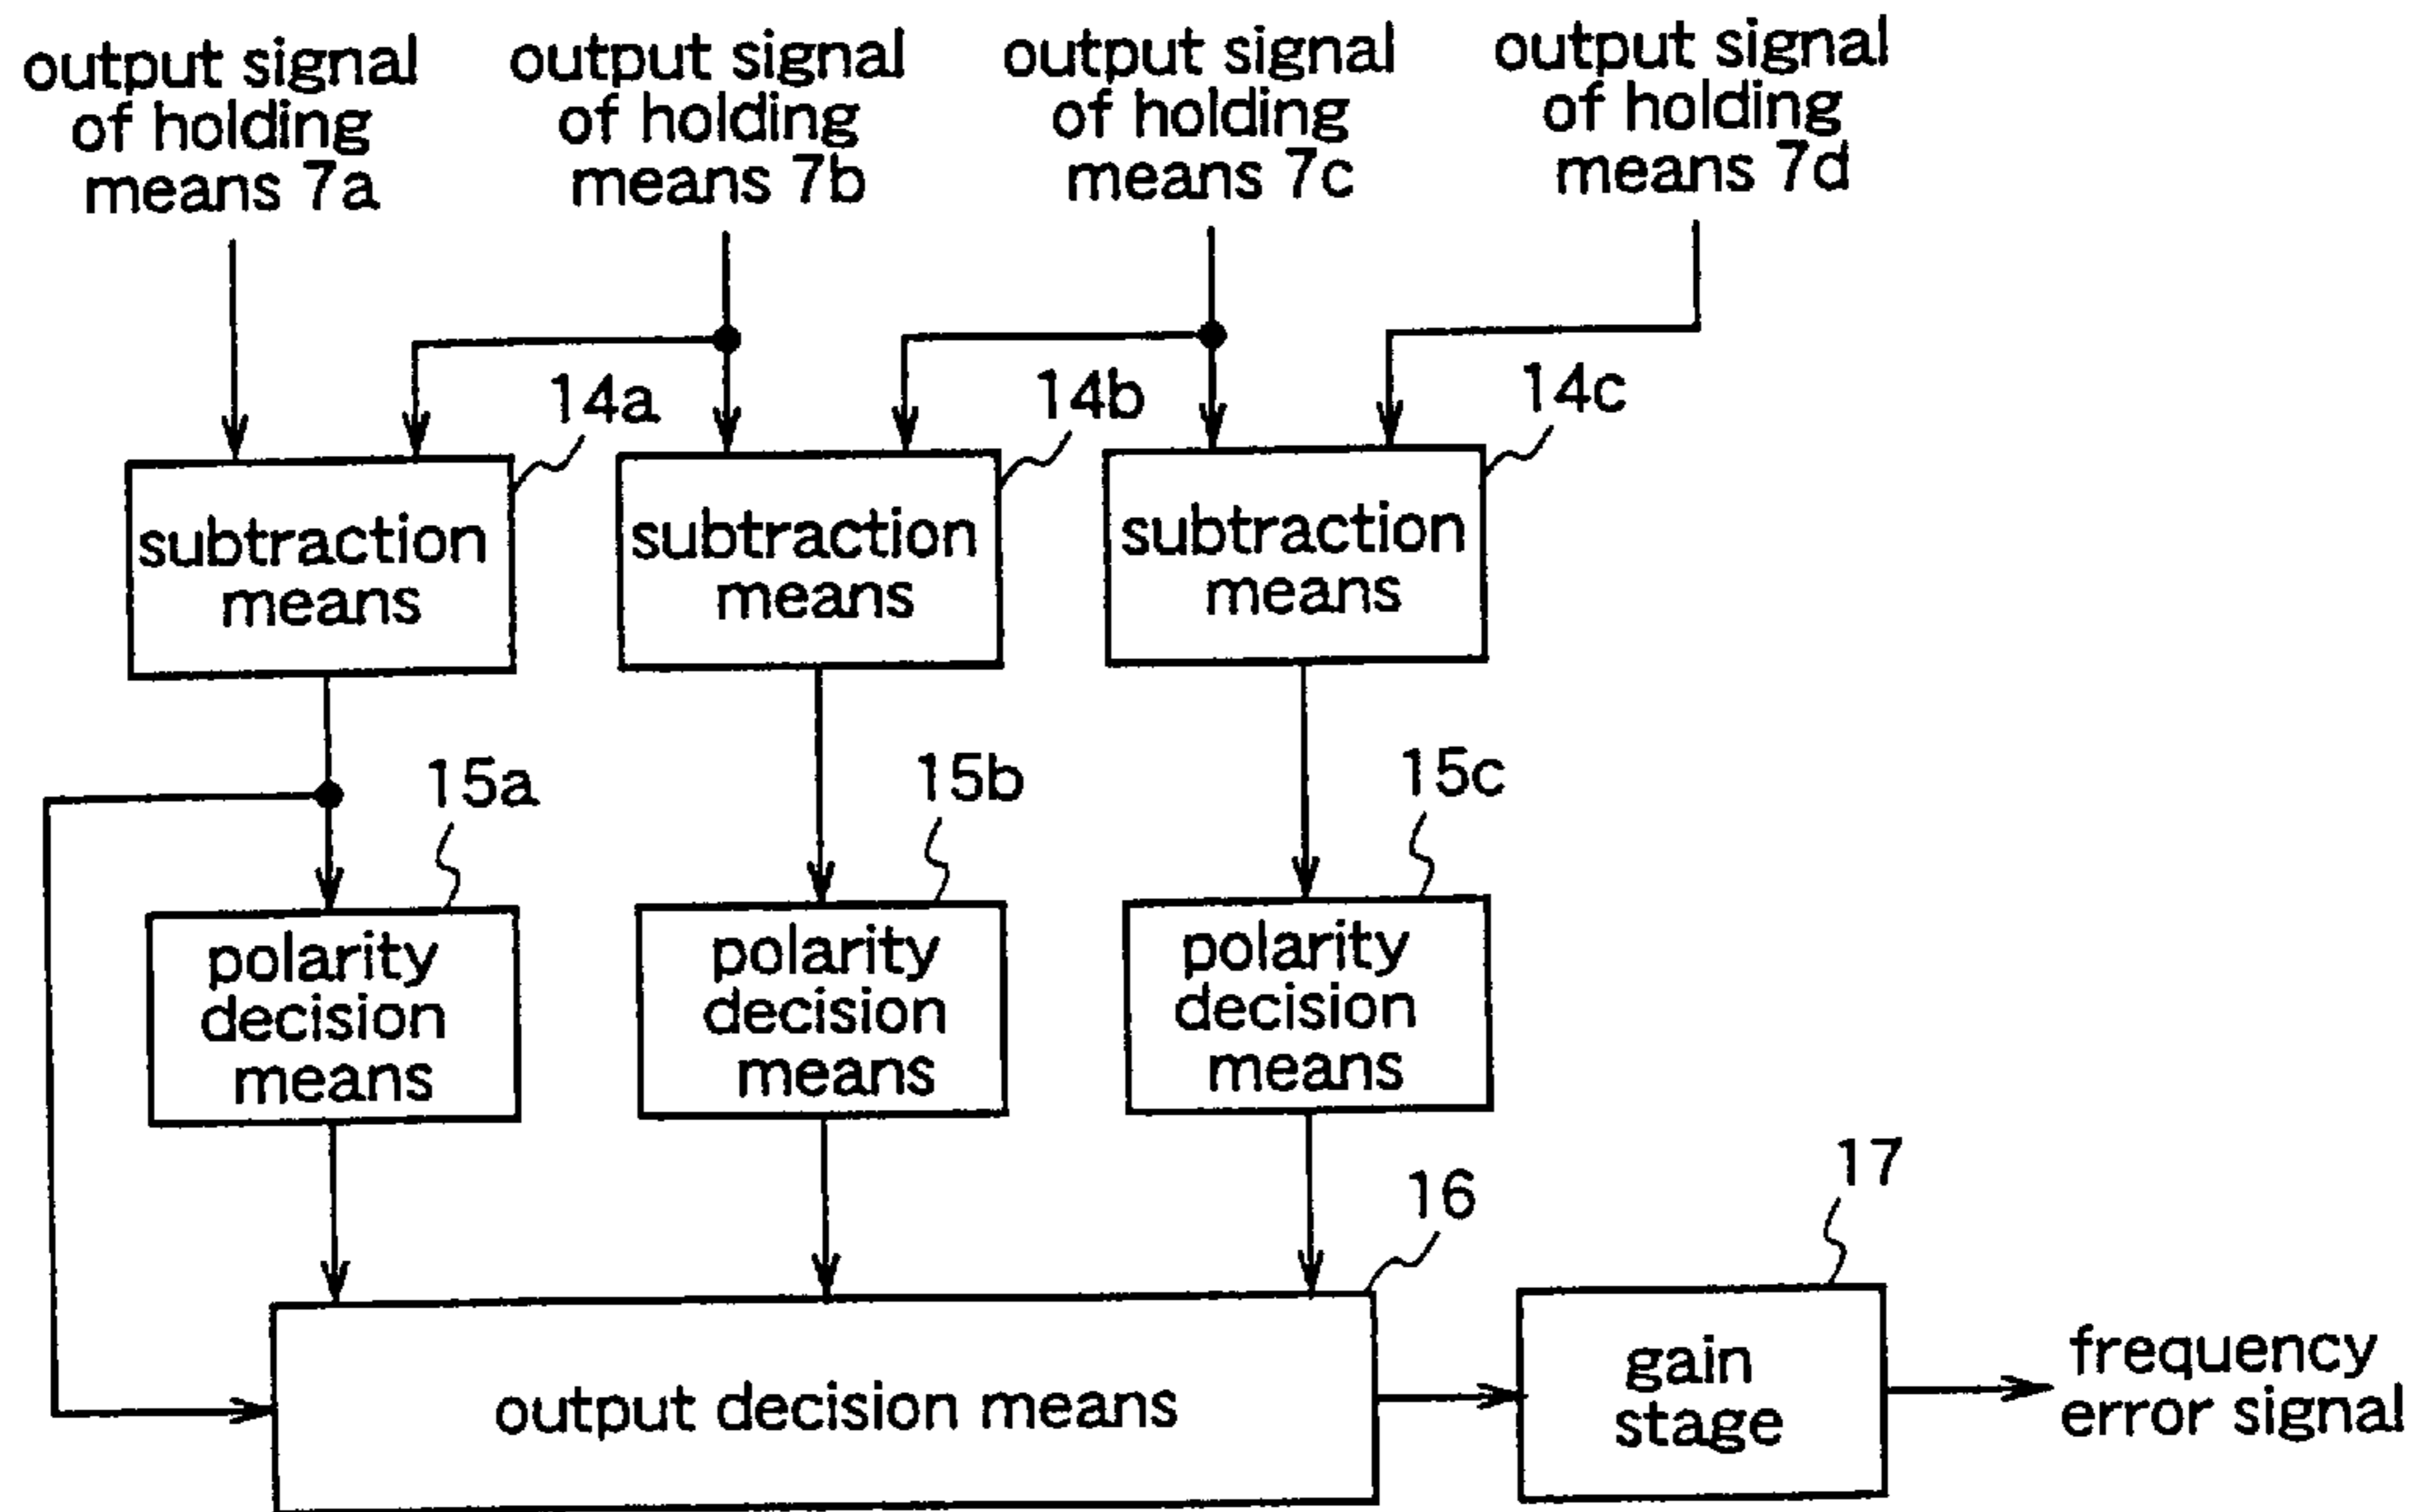 output signal
of holding
means 7a
output signal
of holding
means 7b
output signal
of holding
means 7c
output signal
of holding
means 7d
14a
14b
14c
subtraction
means
subtraction
means
subtraction
means
15a
15b
15c
polarity
decision
means
polarity
decision
means
polarity
decision
means
16
17
output decision means
gain
stage
frequency
error signal